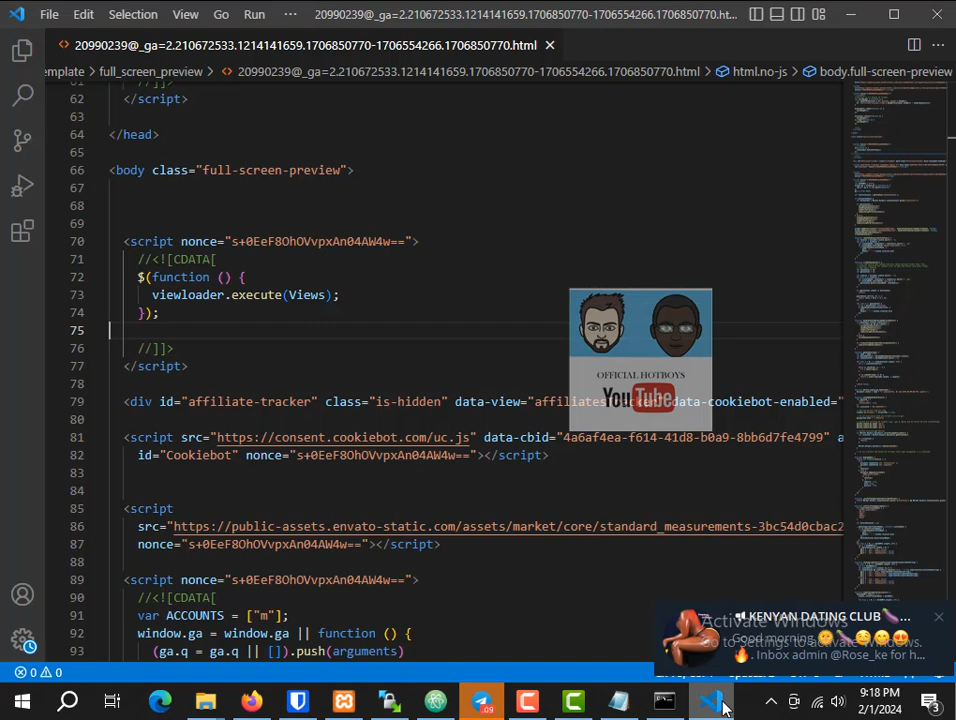 File Edit Selection View Go Run ··· 20990239@_ga=2.210672533.1214141659.1706850770-1706554266.1706850770.ht...
20990239@_ga=2.210672533.1214141659.1706850770-1706554266.1706850770.html
emplate > full_screen_preview > 20990239@_ga=2.210672533.1214141659.1706850770-1706554266.1706850770.html > html.no-js > body.full-screen-preview
61 //]]>
62 </script>
63
64 </head>
65
66 <body class="full-screen-preview">
67
68
69
70 <script nonce="s+0EeF8OhOVvpxAn04AW4w==">
71 //<![CDATA[
72 $(function () {
73 viewloader.execute(Views);
74 });
75
76 //]]>
77 </script>
78
79 <div id="affiliate-tracker" class="is-hidden" data-view="affiliates data-cookiebot-enabled="
80
81 <script src="https://consent.cookiebot.com/uc.js" data-cbid="4a6af4ea-f614-41d8-b0a9-8bb6d7fe4799" a
82 id="Cookiebot" nonce="s+0EeF8OhOVvpxAn04AW4w=="></script>
83
84
85 <script
86 src="https://public-assets.envato-static.com/assets/market/core/standard_measurements-3bc54d0cbac2
87 nonce="s+0EeF8OhOVvpxAn04AW4w=="></script>
88
89 <script nonce="s+0EeF8OhOVvpxAn04AW4w==">
90 //<![CDATA[
91 var ACCOUNTS = ["m"];
92 window.ga = window.ga || function () {
93 (ga.q = ga.q || []).push(arguments)
OFFICIAL HOTBOYS
YouTube
KENYAN DATING CLUB🍆
Good morning
🔥. Inbox admin @Rose_ke for h...
Activate Windows
Go to Settings to activate Windows.
0 0
.09
9:18 PM
2/1/2024
3